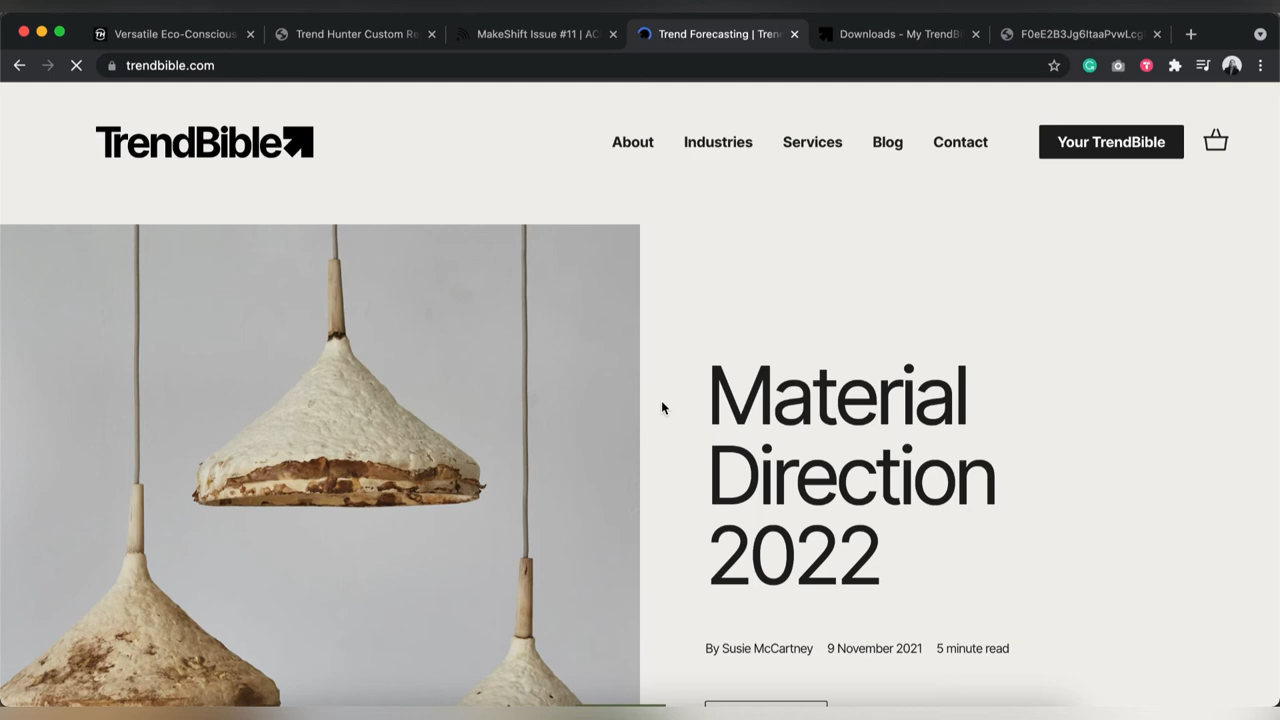 Versatile Eco-Conscious
Trend Hunter Custom Re
MakeShift Issue #11 | AC
Trend Forecasting | Tren
Downloads - My TrendBi
F0eE2B3Jg6ItaaPvwLcg
trendbible.com
TrendBible
About
Industries
Services
Blog
Contact
Your TrendBible
Material
Direction
2022
By Susie McCartney 9 November 2021 5 minute read